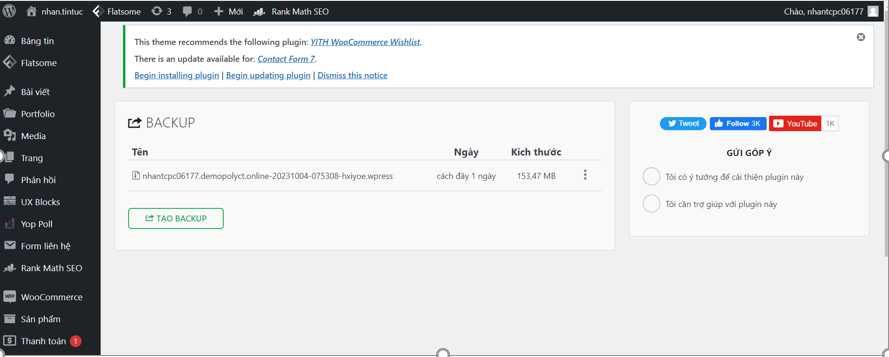 nhan.tintuc Flatsome 3 0 Mới Rank Math SEO Chào, nhantcpc06177
Bảng tin
Flatsome
Bài viết
Portfolio
Media
Trang
Phản hồi
UX Blocks
Yop Poll
Form liên hệ
Rank Math SEO
WooCommerce
Sản phẩm
Thanh toán 1
This theme recommends the following plugin: YITH WooCommerce Wishlist.
There is an update available for: Contact Form 7.
Begin installing plugin | Begin updating plugin | Dismiss this notice
BACKUP
Tên Ngày Kích thước
nhantcpc06177.demopolyct.online-20231004-075308-hxiyoe.wpress cách đây 1 ngày 153,47 MB
TẠO BACKUP
Tweet Follow 3K YouTube 1K
GỬI GÓP Ý
Tôi có ý tưởng để cải thiện plugin này
Tôi cần trợ giúp với plugin này